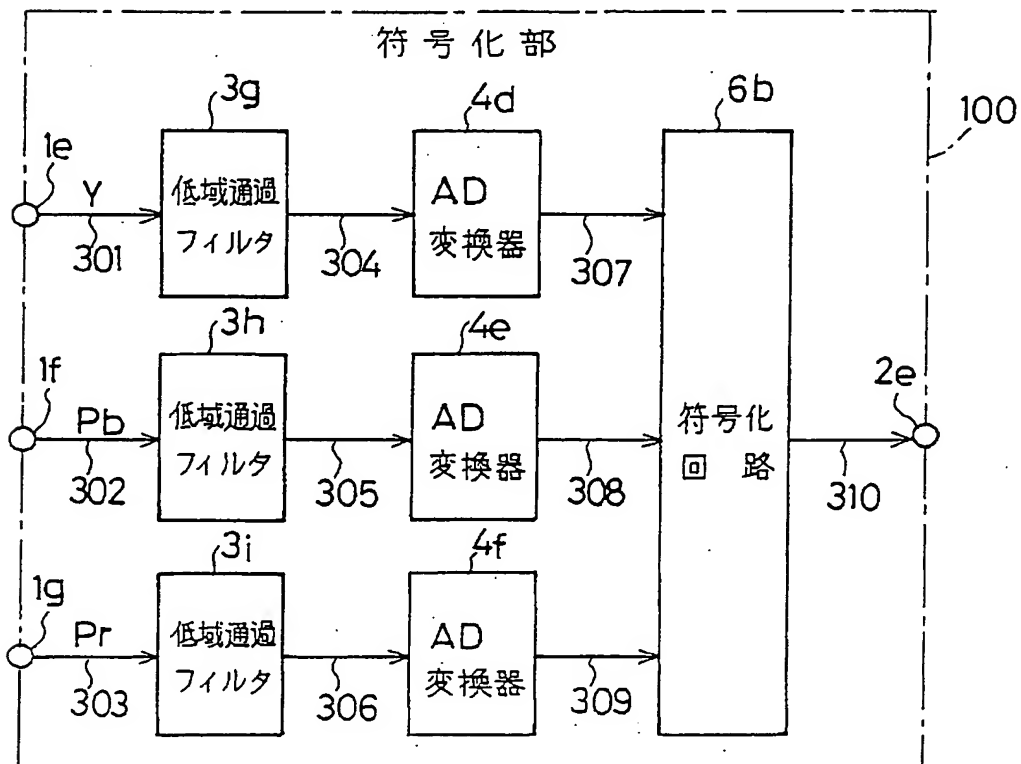 符号化部
3g
4d
6b
100
1e
Y
301
低域通過
フィルタ
304
AD
変換器
307
3h
4e
1f
Pb
302
低域通過
フィルタ
305
AD
変換器
308
符号化
回路
2e
310
3i
4f
1g
Pr
303
低域通過
フィルタ
306
AD
変換器
309